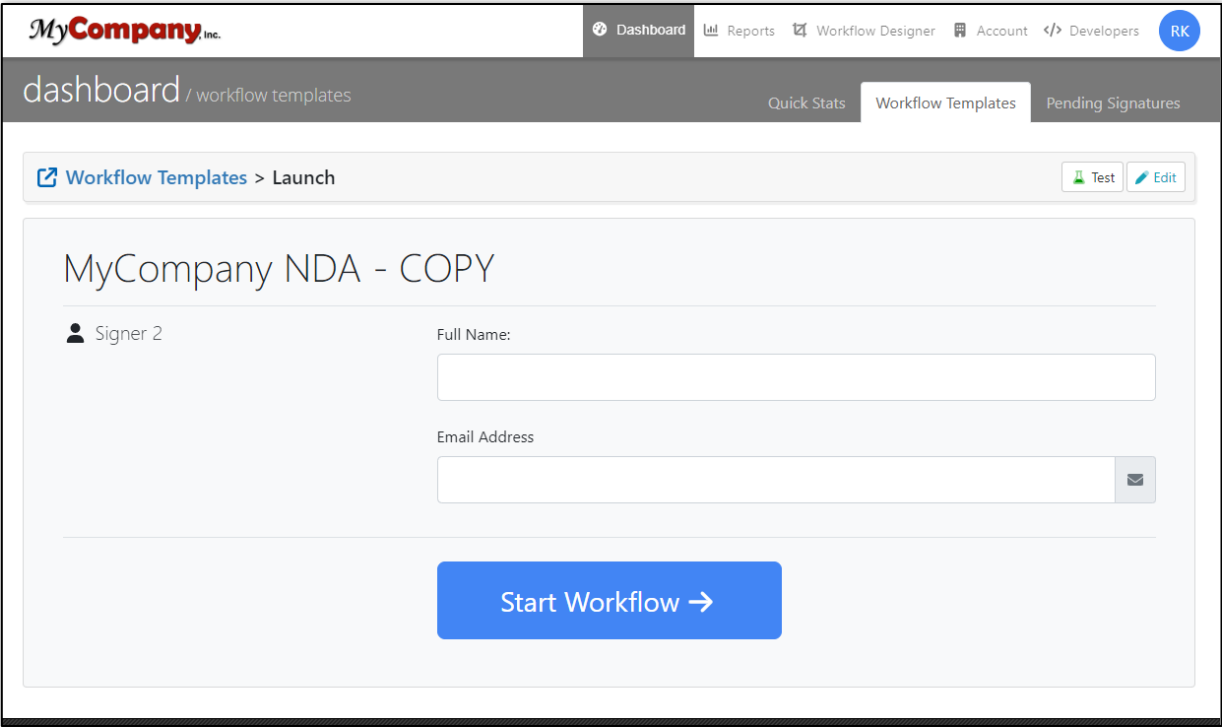 MyCompany, Inc.
Dashboard Reports Workflow Designer Account </> Developers RK
dashboard / workflow templates
Quick Stats Workflow Templates Pending Signatures
Workflow Templates > Launch
Test Edit
MyCompany NDA - COPY
Signer 2
Full Name:
Email Address
Start Workflow →